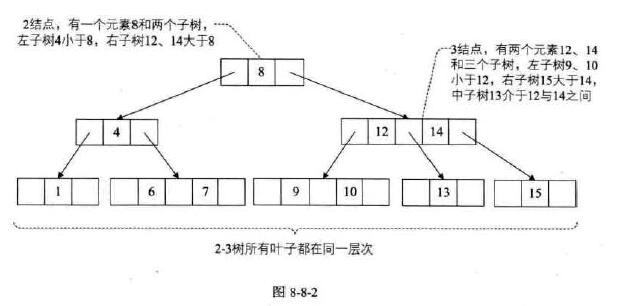 2结点，有一个元素8和两个子树，
左子树4小于8，右子树12、14大于8
3结点，有两个元素12、14
和三个子树，左子树9、10
小于12，右子树15大于14，
中子树13介于12与14之间
8
4
12 14
1
6 7
9 10
13
15
2-3树所有叶子都在同一层次
图 8-8-2